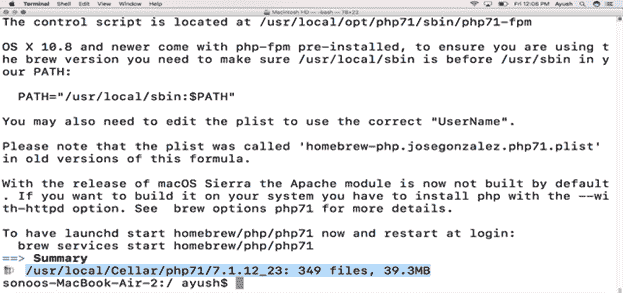 Terminal Shell Edit View Window Help Fri 12:06 PM Ayush
Macintosh HD — -bash — 78×22
The control script is located at /usr/local/opt/php71/sbin/php71-fpm
OS X 10.8 and newer come with php-fpm pre-installed, to ensure you are using t
he brew version you need to make sure /usr/local/sbin is before /usr/sbin in y
our PATH:
PATH="/usr/local/sbin:$PATH"
You may also need to edit the plist to use the correct "UserName".
Please note that the plist was called 'homebrew-php.josegonzalez.php71.plist'
in old versions of this formula.
With the release of macOS Sierra the Apache module is now not built by default
. If you want to build it on your system you have to install php with the --wi
th-httpd option. See  brew options php71 for more details.
To have launchd start homebrew/php/php71 now and restart at login:
brew services start homebrew/php/php71
==> Summary
/usr/local/Cellar/php71/7.1.12_23: 349 files, 39.3MB
sonoos-MacBook-Air-2:/ ayush$